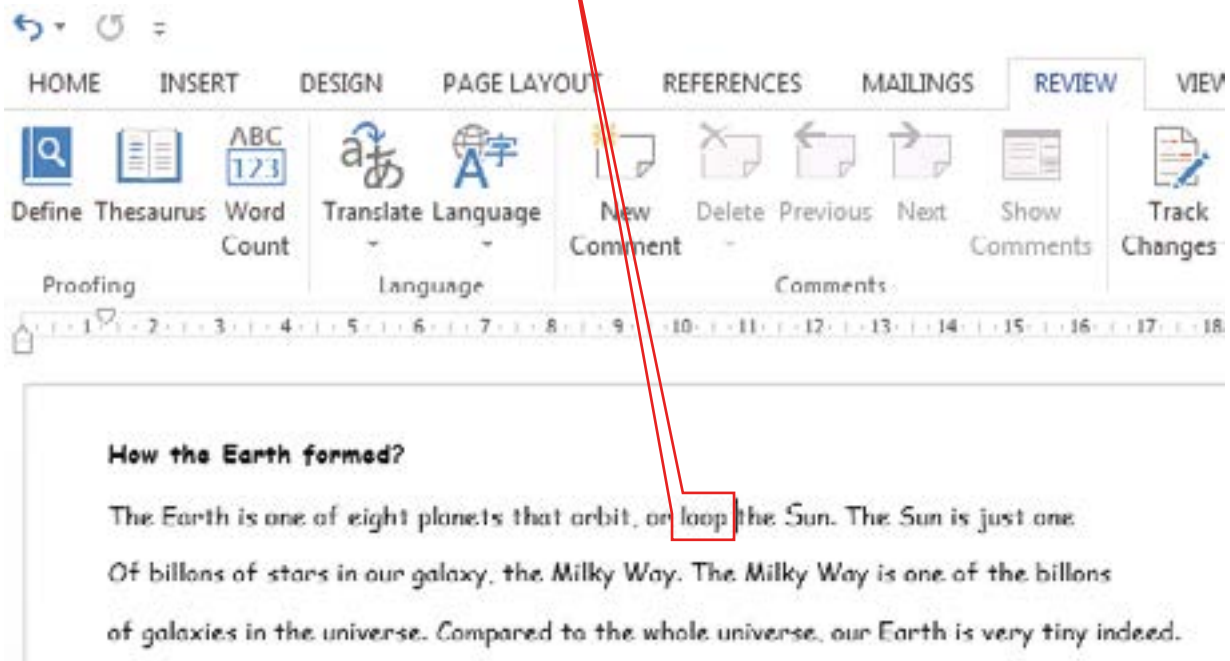 HOME INSERT DESIGN PAGE LAYOUT REFERENCES MAILINGS REVIEW VIEW
ABC
123
Define Thesaurus Word Count Translate Language New Comment Delete Previous Next Show Comments Track Changes
Proofing Language Comments
1 2 3 4 5 6 7 8 9 10 11 12 13 14 15 16 17 18
How the Earth formed?
The Earth is one of eight planets that orbit, or loop the Sun. The Sun is just one
Of billons of stars in our galaxy, the Milky Way. The Milky Way is one of the billons
of galaxies in the universe. Compared to the whole universe, our Earth is very tiny indeed.